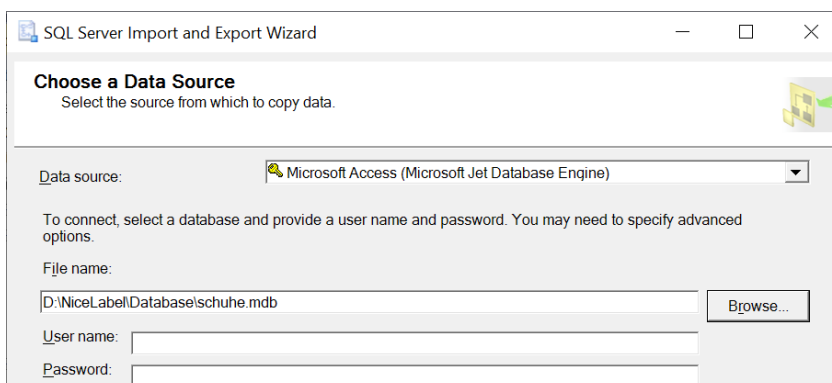 SQL Server Import and Export Wizard
Choose a Data Source
Select the source from which to copy data.
Data source:
Microsoft Access (Microsoft Jet Database Engine)
To connect, select a database and provide a user name and password. You may need to specify advanced
options.
File name:
D:\NiceLabel\Database\schuhe.mdb
Browse...
User name:
Password: